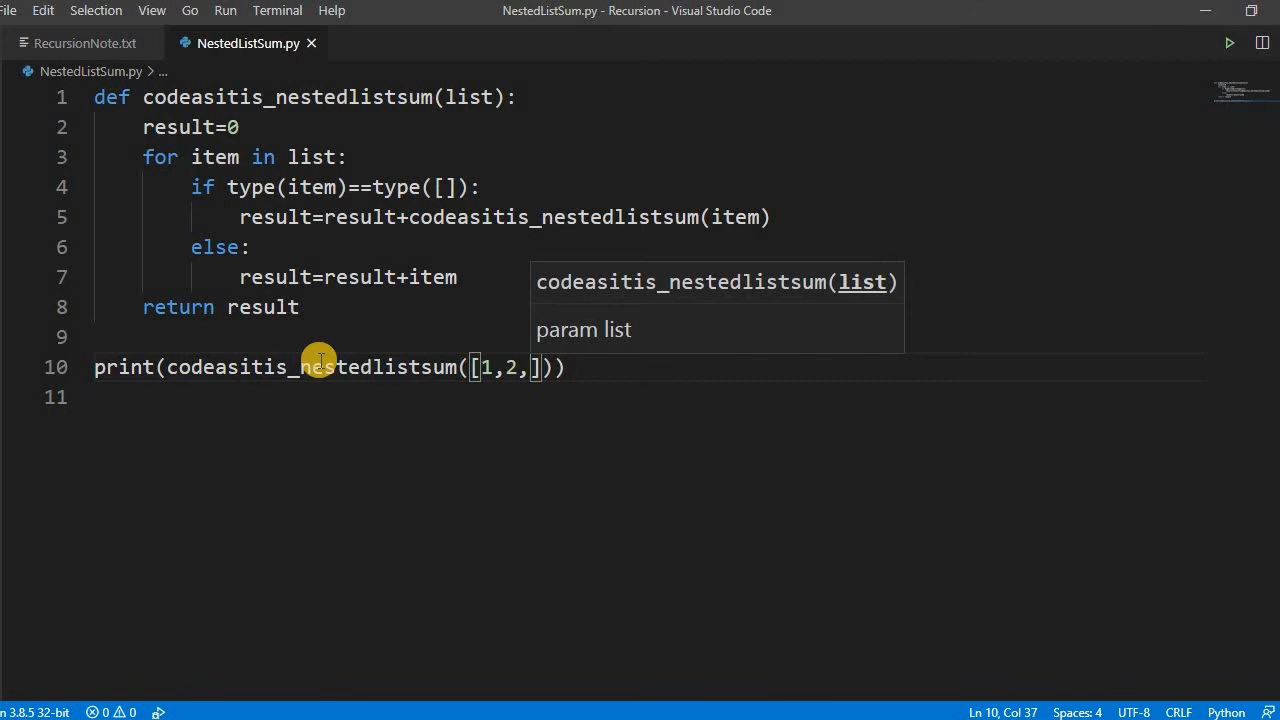 File Edit Selection View Go Run Terminal Help NestedListSum.py - Recursion - Visual Studio Code
RecursionNote.txt NestedListSum.py
NestedListSum.py > ...
1 def codeasitis_nestedlistsum(list):
2 result=0
3 for item in list:
4 if type(item)==type([]):
5 result=result+codeasitis_nestedlistsum(item)
6 else:
7 result=result+item
8 return result
9
10 print(codeasitis_nestedlistsum([1,2,]))
11
codeasitis_nestedlistsum(list)
param list
n 3.8.5 32-bit 0 0 Ln 10, Col 37 Spaces: 4 UTF-8 CRLF Python